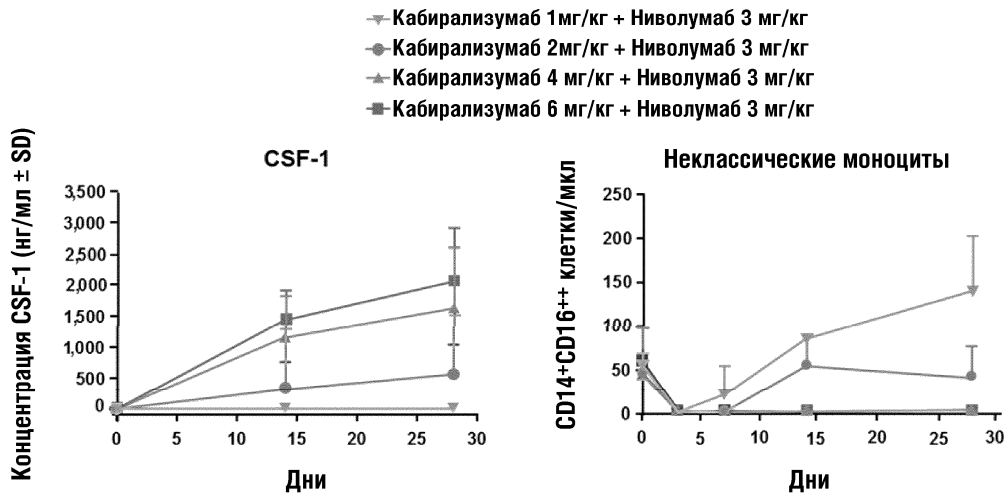 Кабирализумаб 1мг/кг + Ниволумаб 3 мг/кг
Кабирализумаб 2мг/кг + Ниволумаб 3 мг/кг
Кабирализумаб 4 мг/кг + Ниволумаб 3 мг/кг
Кабирализумаб 6 мг/кг + Ниволумаб 3 мг/кг
CSF-1
Концентрация CSF-1 (нг/мл ± SD)
3,500
3,000
2,500
2,000
1,500
1,000
500
0
0 5 10 15 20 25 30
Дни
Неклассические моноциты
CD14+CD16++ клетки/мкл
250
200
150
100
50
0
0 5 10 15 20 25 30
Дни